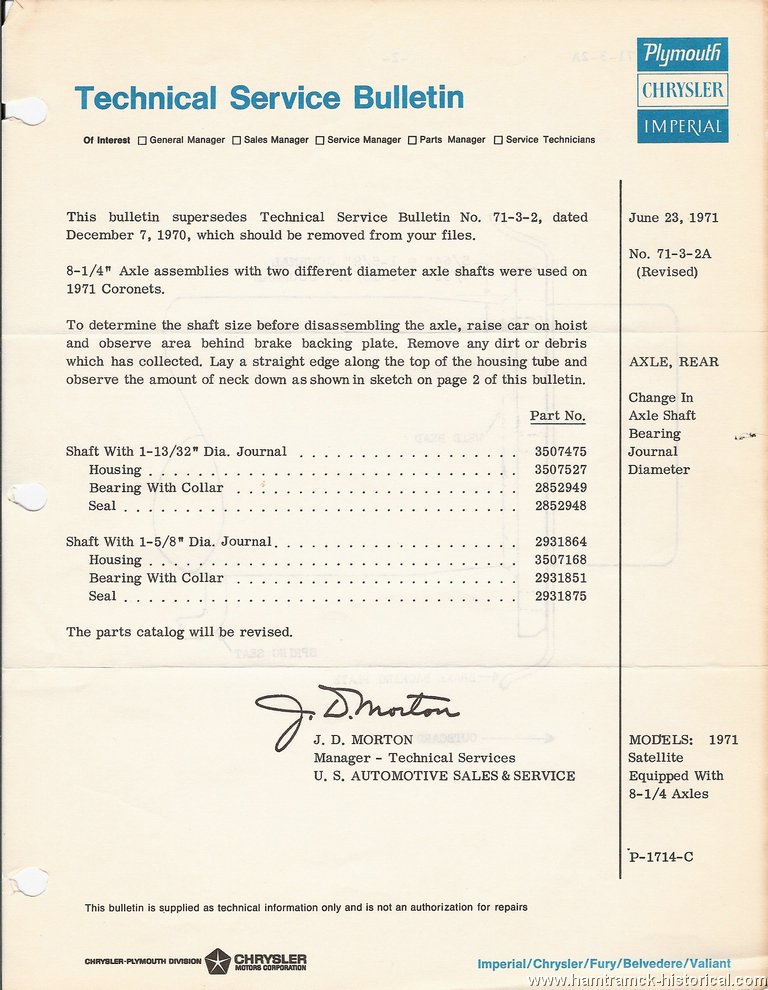 Plymouth
CHRYSLER
IMPERIAL
Technical Service Bulletin
Of Interest □ General Manager □ Sales Manager □ Service Manager □ Parts Manager □ Service Technicians
This bulletin supersedes Technical Service Bulletin No. 71-3-2, dated
December 7, 1970, which should be removed from your files.
8-1/4" Axle assemblies with two different diameter axle shafts were used on
1971 Coronets.
To determine the shaft size before disassembling the axle, raise car on hoist
and observe area behind brake backing plate. Remove any dirt or debris
which has collected. Lay a straight edge along the top of the housing tube and
observe the amount of neck down as shown in sketch on page 2 of this bulletin.
Part No.
Shaft With 1-13/32" Dia. Journal . . . . . . . . . . . . . . . . . . 3507475
Housing . . . . . . . . . . . . . . . . . . . . . . . . . . . . . . 3507527
Bearing With Collar . . . . . . . . . . . . . . . . . . . . . . . 2852949
Seal . . . . . . . . . . . . . . . . . . . . . . . . . . . . . . . . 2852948
Shaft With 1-5/8" Dia. Journal. . . . . . . . . . . . . . . . . . . . 2931864
Housing . . . . . . . . . . . . . . . . . . . . . . . . . . . . . . 3507168
Bearing With Collar . . . . . . . . . . . . . . . . . . . . . . . 2931851
Seal . . . . . . . . . . . . . . . . . . . . . . . . . . . . . . . . 2931875
The parts catalog will be revised.
J. D. Morton
J. D. MORTON
Manager - Technical Services
U. S. AUTOMOTIVE SALES & SERVICE
June 23, 1971
No. 71-3-2A
(Revised)
AXLE, REAR
Change In
Axle Shaft
Bearing
Journal
Diameter
MODELS: 1971
Satellite
Equipped With
8-1/4 Axles
P-1714-C
This bulletin is supplied as technical information only and is not an authorization for repairs
CHRYSLER-PLYMOUTH DIVISION CHRYSLER
MOTORS CORPORATION
Imperial/Chrysler/Fury/Belvedere/Valiant
www.hamtramck-historical.com